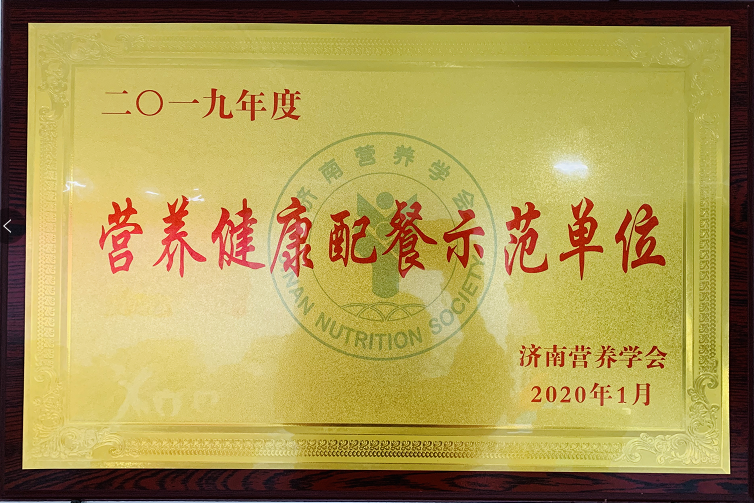 二〇一九年度
济南营养学会
营养健康配餐示范单位
JINAN NUTRITION SOCIETY
济南营养学会
2020年1月